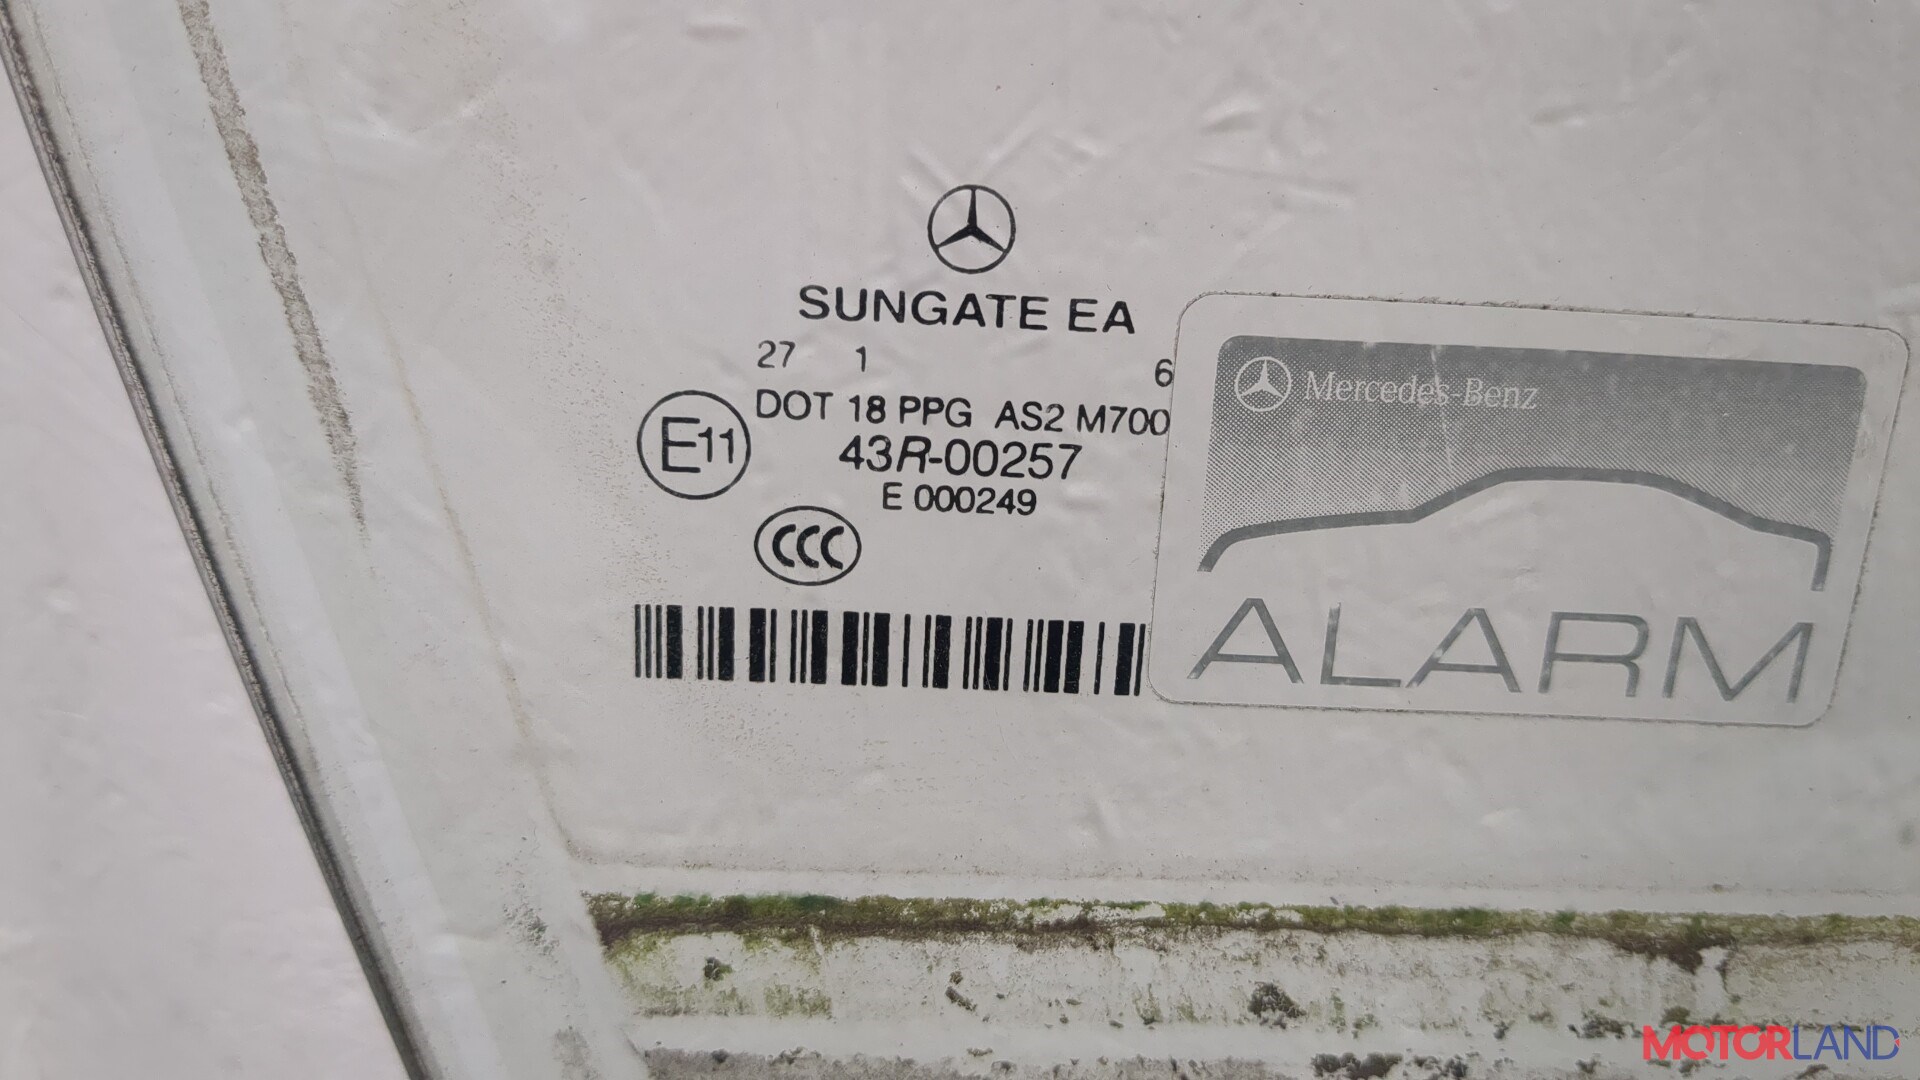 SUNGATE EA
27 1 6
DOT 18 PPG AS2 M700
E11
43R-00257
E 000249
CCC
Mercedes-Benz
ALARM
MOTORLAND